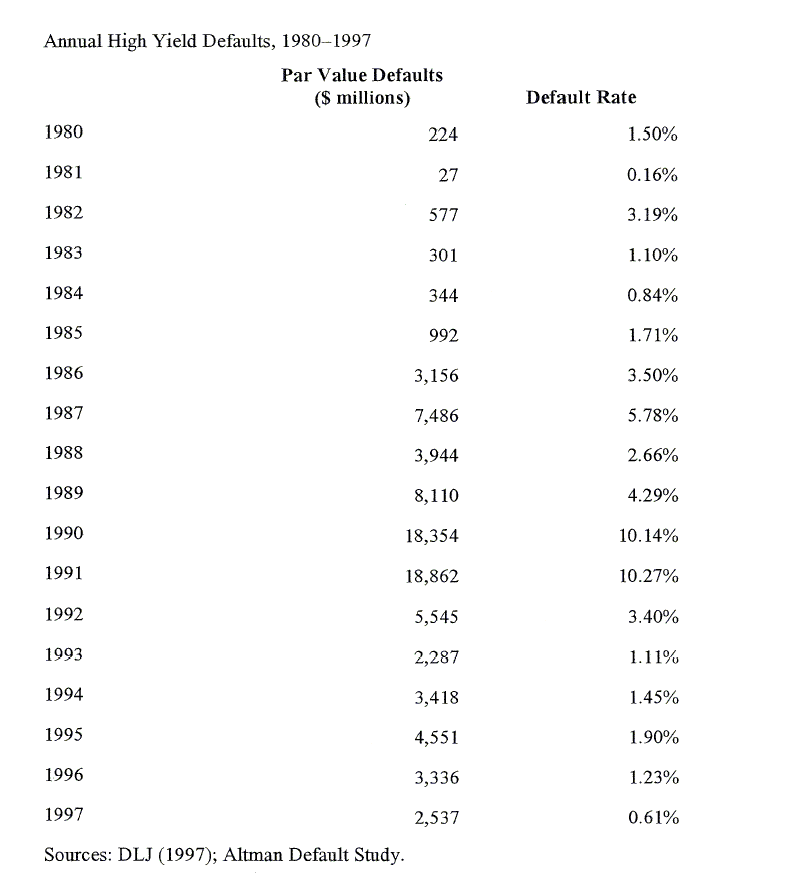 Annual High Yield Defaults, 1980–1997
Par Value Defaults
($ millions) Default Rate
1980 224 1.50%
1981 27 0.16%
1982 577 3.19%
1983 301 1.10%
1984 344 0.84%
1985 992 1.71%
1986 3,156 3.50%
1987 7,486 5.78%
1988 3,944 2.66%
1989 8,110 4.29%
1990 18,354 10.14%
1991 18,862 10.27%
1992 5,545 3.40%
1993 2,287 1.11%
1994 3,418 1.45%
1995 4,551 1.90%
1996 3,336 1.23%
1997 2,537 0.61%
Sources: DLJ (1997); Altman Default Study.